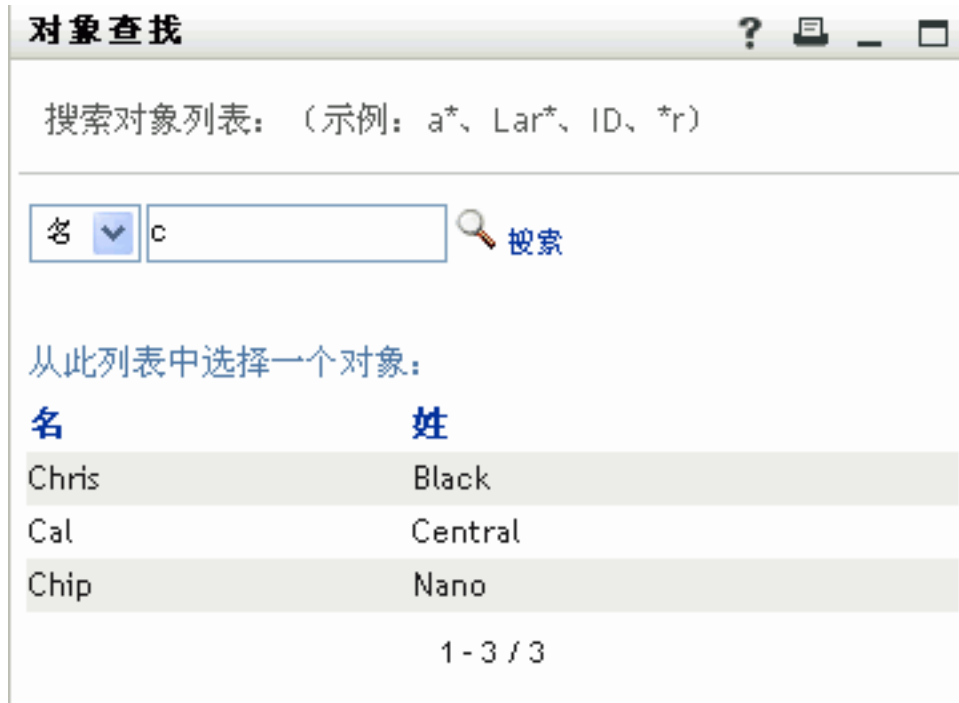 对象查找
搜索对象列表：（示例：a*、Lar*、ID、*r）
名 c 搜索
从此列表中选择一个对象：
名 姓
Chris Black
Cal Central
Chip Nano
1 - 3 / 3